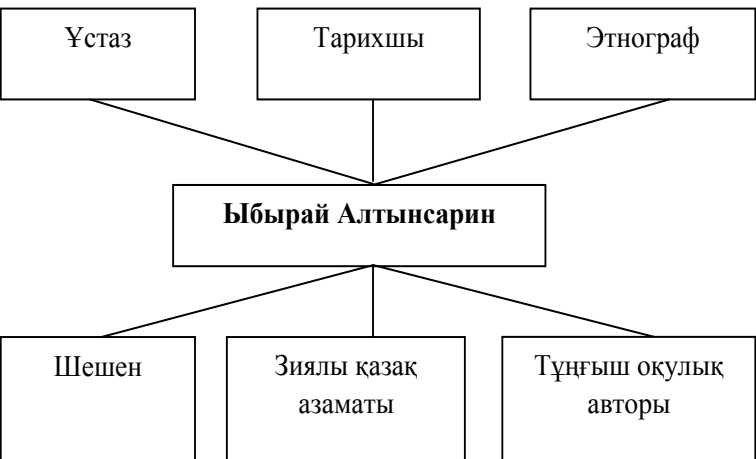 Ұстаз
Тарихшы
Этнограф
Ыбырай Алтынсарин
Шешен
Зиялы қазақ
азаматы
Тұңғыш оқулық
авторы